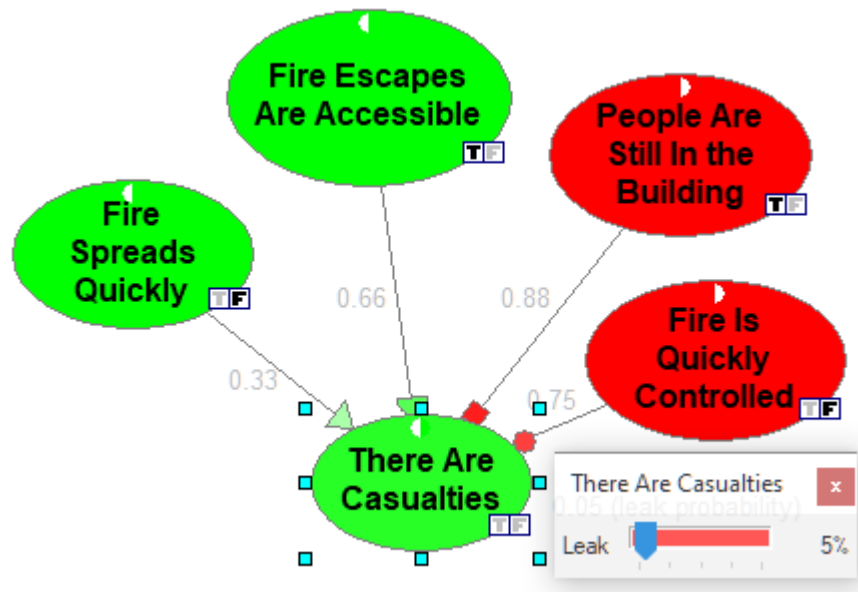 Fire Escapes
Are Accessible
T F
People Are
Still In the
Building
T F
Fire
Spreads
Quickly
T F
Fire Is
Quickly
Controlled
T F
0.33
0.66
0.88
0.75
There Are
Casualties
T F
0.05 (leak probability)
There Are Casualties
x
Leak
5%